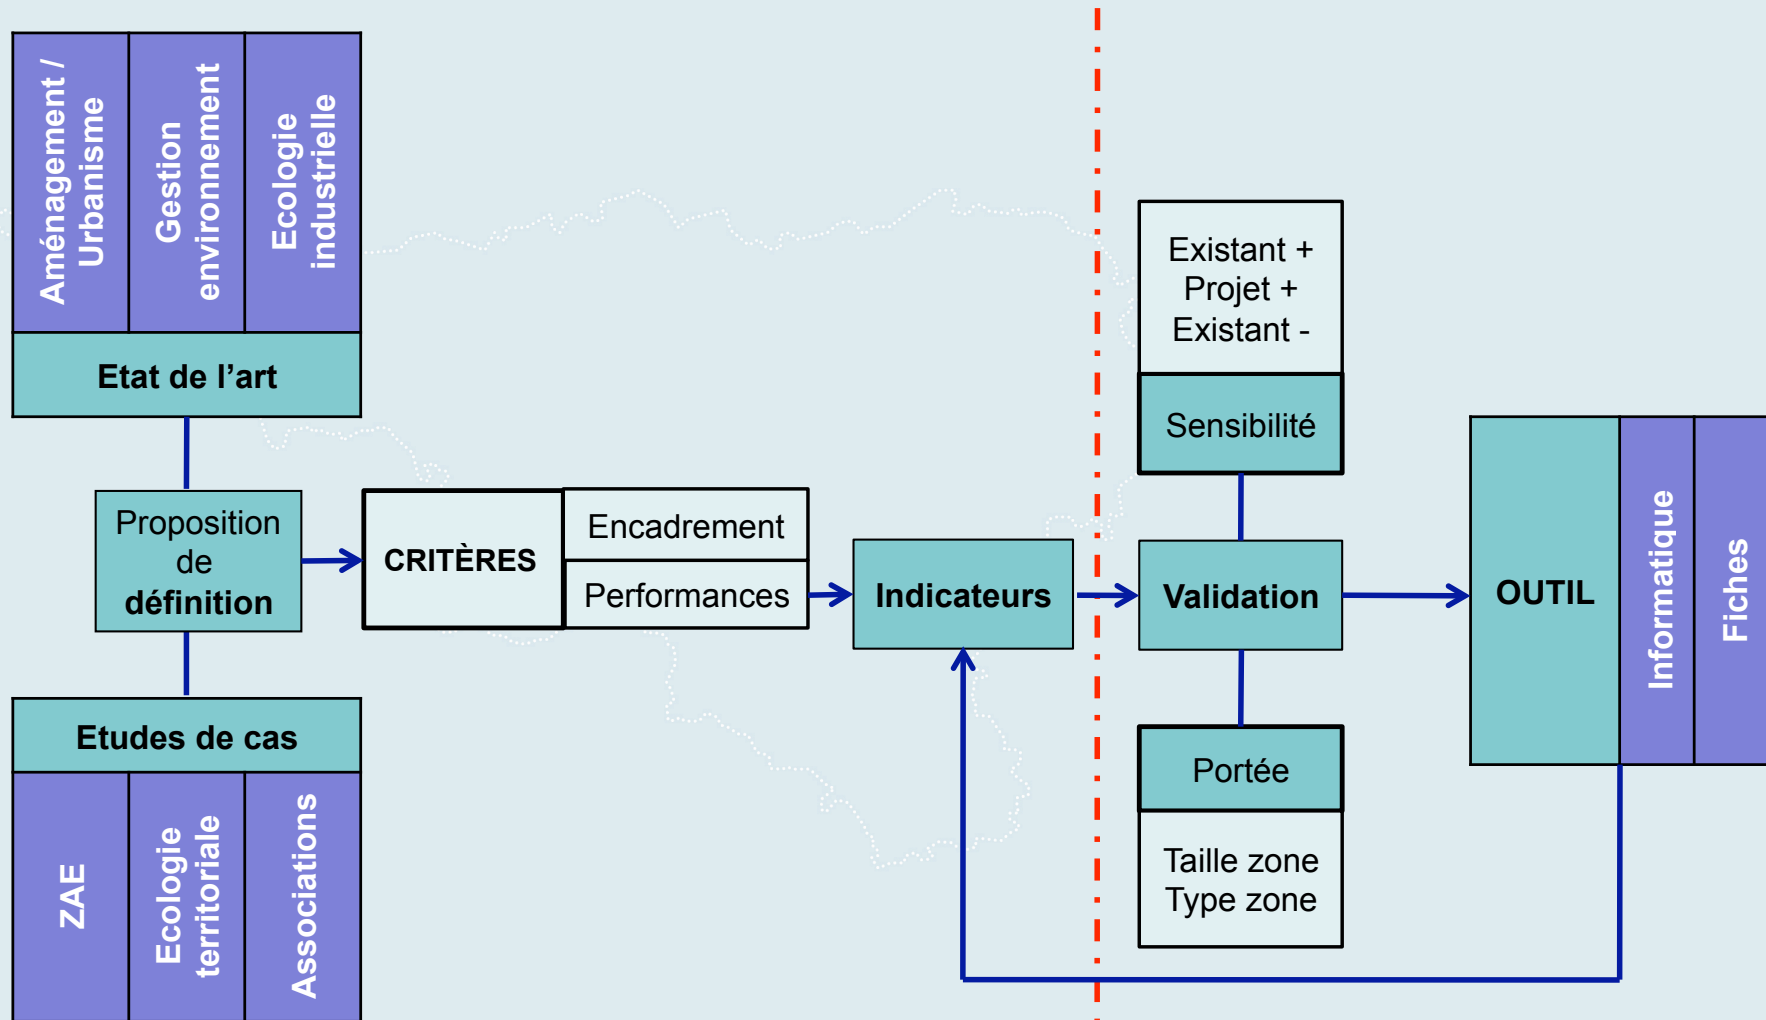 Aménagement /
Urbanisme
Gestion
environnement
Ecologie
industrielle
Etat de l’art
Proposition
de
définition
Etudes de cas
ZAE
Ecologie
territoriale
Associations
CRITÈRES
Encadrement
Performances
Indicateurs
Existant +
Projet +
Existant -
Sensibilité
Validation
Portée
Taille zone
Type zone
OUTIL
Informatique
Fiches